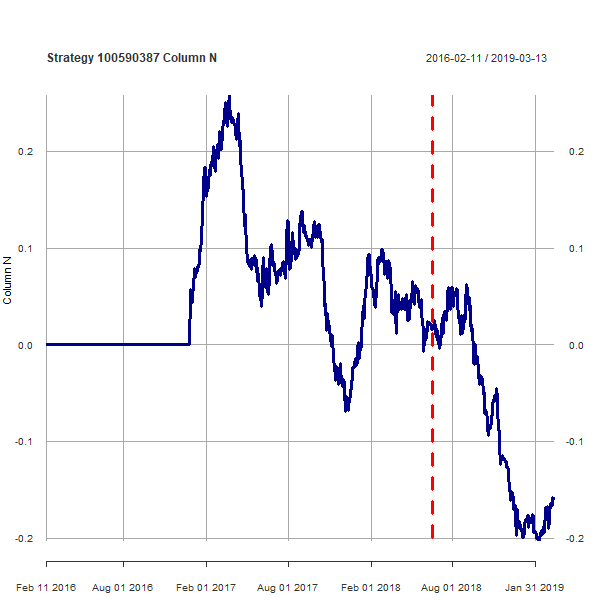 Strategy 100590387 Column N
2016-02-11 / 2019-03-13
0.2
0.2
0.1
0.1
Column N
0.0
0.0
-0.1
-0.1
-0.2
-0.2
Feb 11 2016
Aug 01 2016
Feb 01 2017
Aug 01 2017
Feb 01 2018
Aug 01 2018
Jan 31 2019